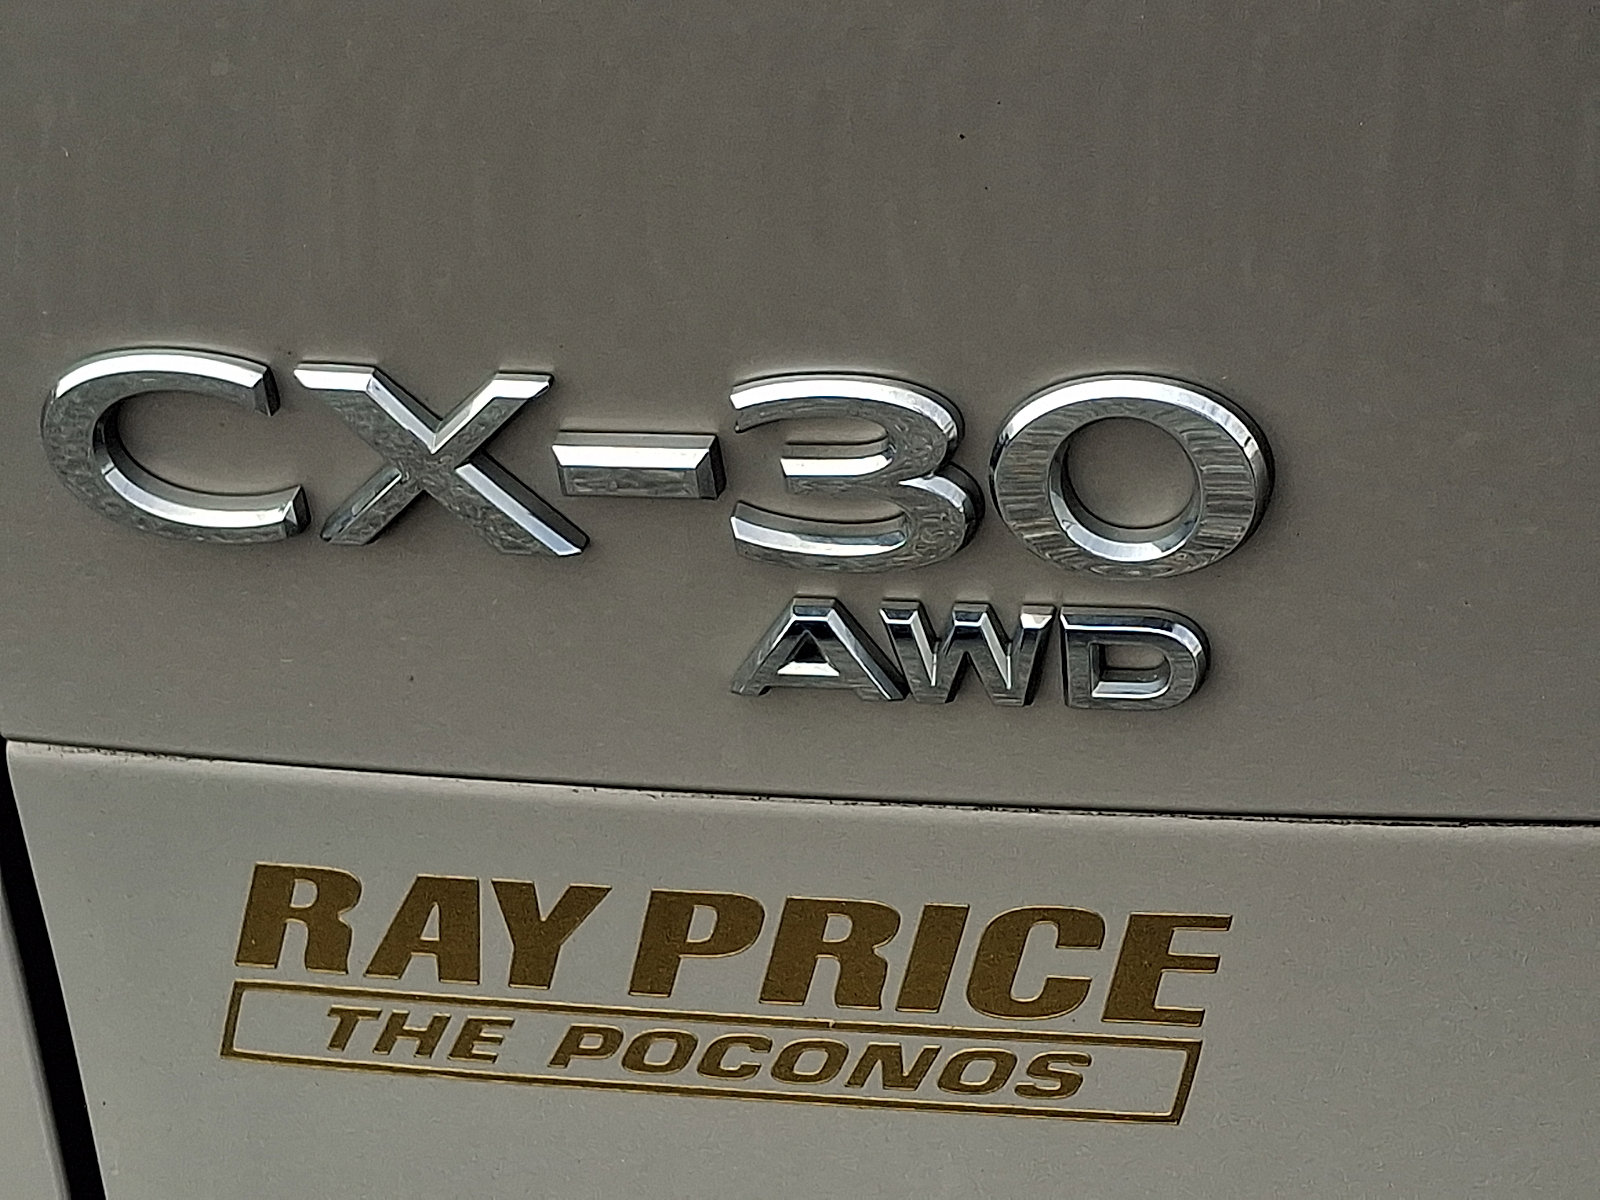 CX-30
AWD
RAY PRICE
THE POCONOS